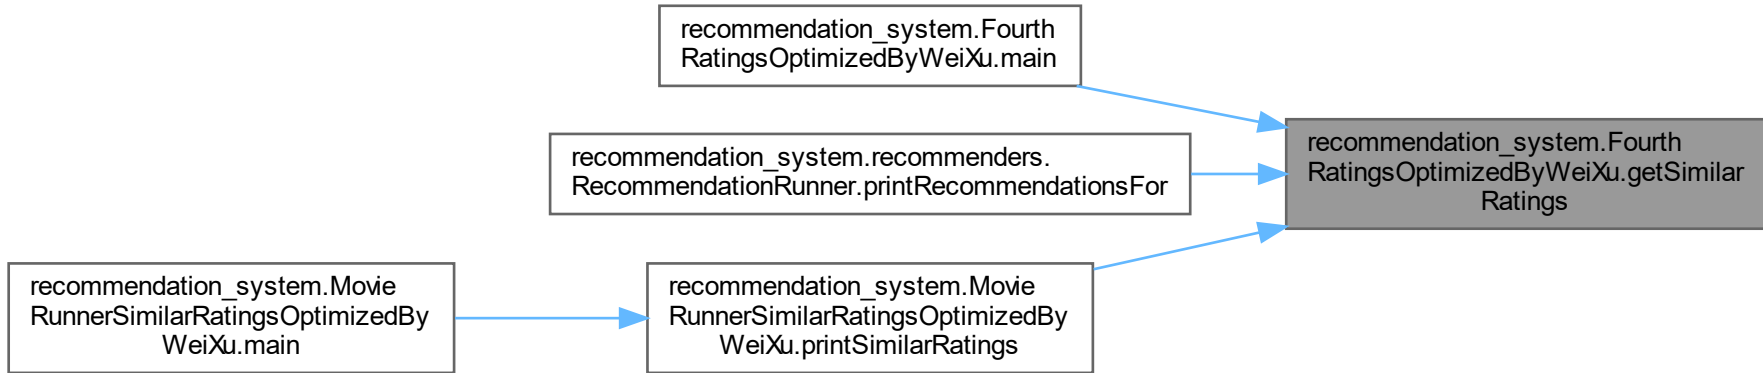 recommendation_system.Fourth
RatingsOptimizedByWeiXu.main
recommendation_system.recommenders.
RecommendationRunner.printRecommendationsFor
recommendation_system.Fourth
RatingsOptimizedByWeiXu.getSimilar
Ratings
recommendation_system.Movie
RunnerSimilarRatingsOptimizedBy
WeiXu.main
recommendation_system.Movie
RunnerSimilarRatingsOptimizedBy
WeiXu.printSimilarRatings